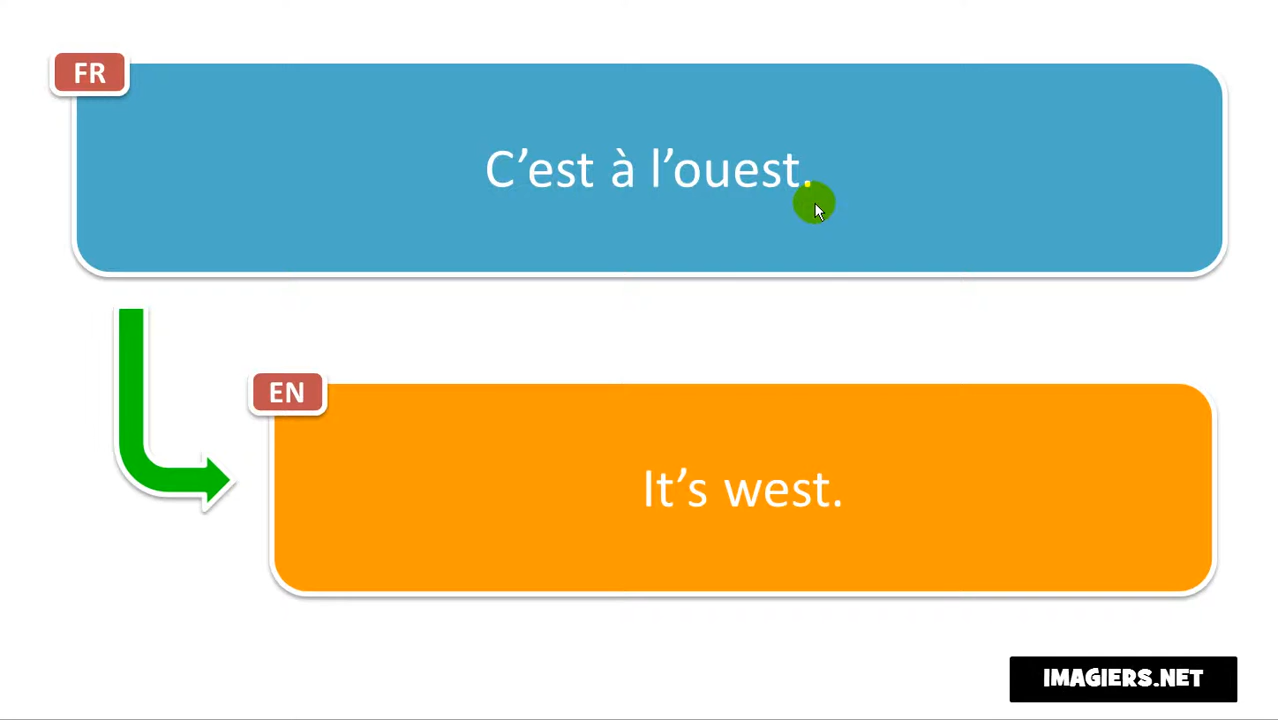 FR
C’est à l’ouest.
EN
It’s west.
IMAGIERS.NET